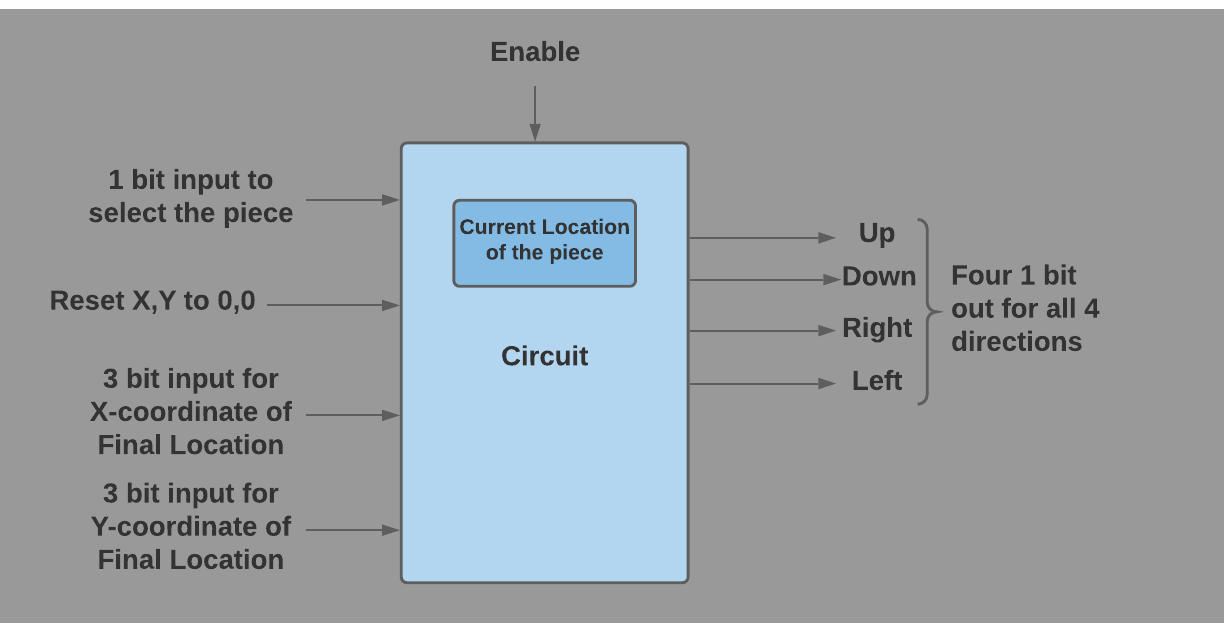 Enable
1 bit input to
select the piece
Current Location
of the piece
Reset X,Y to 0,0
Circuit
3 bit input for
X-coordinate of
Final Location
3 bit input for
Y-coordinate of
Final Location
Up
Down
Right
Left
Four 1 bit
out for all 4
directions